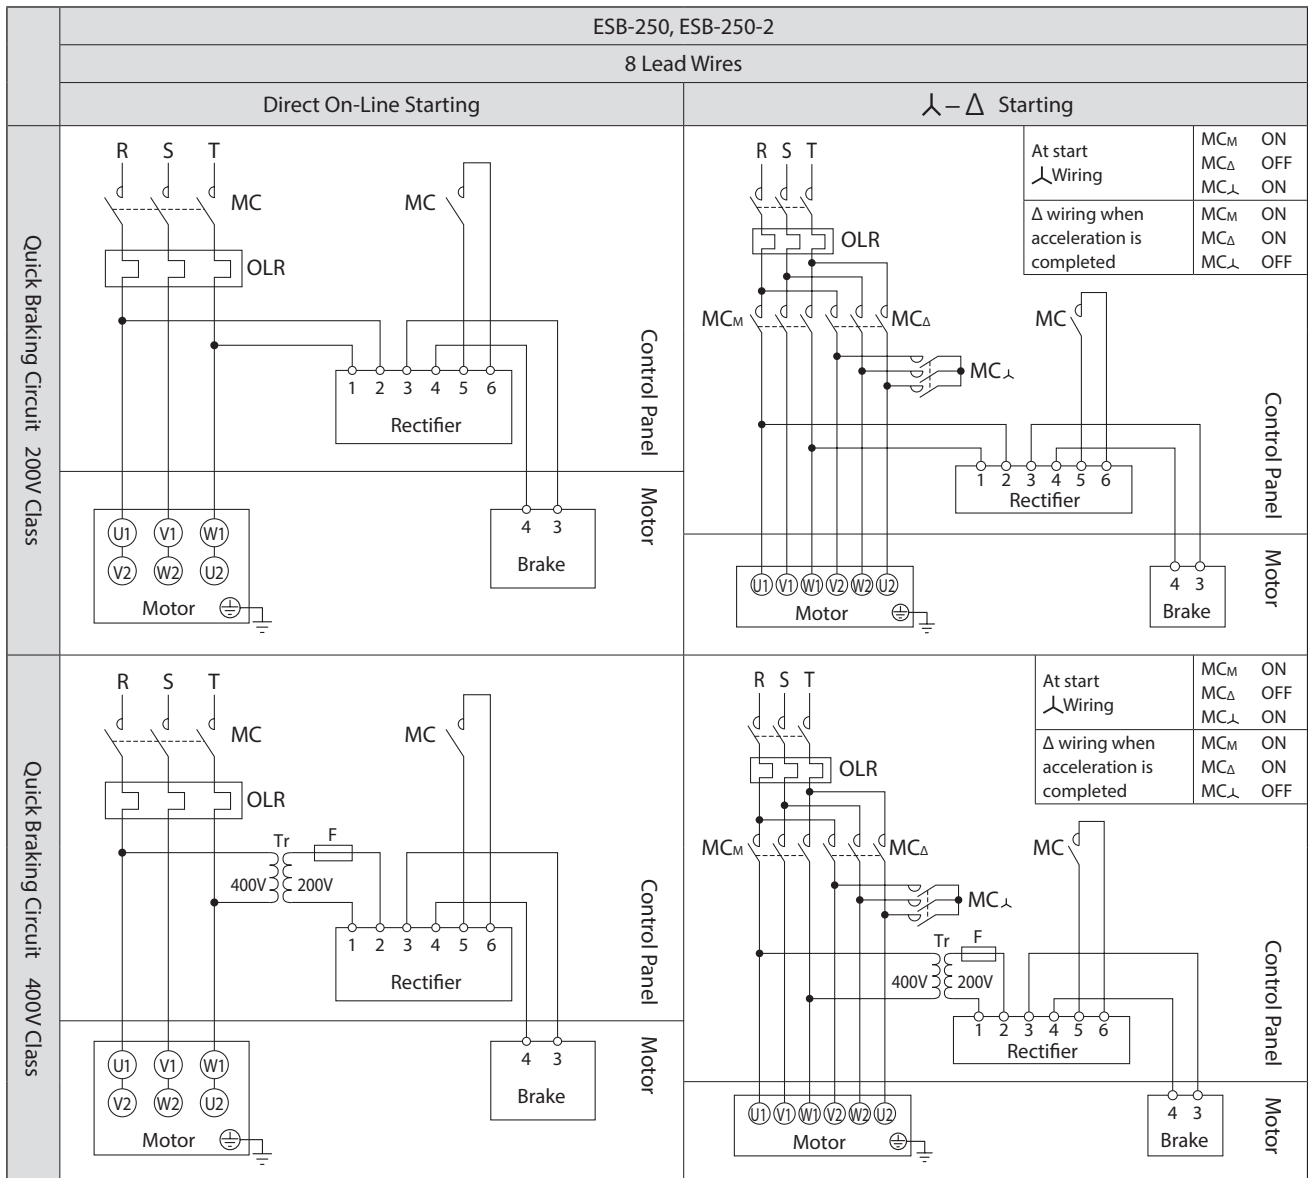 ESB-250, ESB-250-2
8 Lead Wires
Direct On-Line Starting
⅄ – Δ Starting
Quick Braking Circuit 200V Class
R S T
MC
MC
OLR
1 2 3 4 5 6
Rectifier
Control Panel
Motor
U1 V1 W1
V2 W2 U2
Motor
4 3
Brake
R S T
At start
⅄Wiring
MCM ON
MCΔ OFF
MC⅄ ON
Δ wiring when
acceleration is
completed
MCM ON
MCΔ ON
MC⅄ OFF
OLR
MCM
MCΔ
MC
MC⅄
1 2 3 4 5 6
Rectifier
Control Panel
Motor
U1 V1 W1 V2 W2 U2
Motor
4 3
Brake
Quick Braking Circuit 400V Class
R S T
MC
MC
OLR
Tr
F
400V
200V
1 2 3 4 5 6
Rectifier
Control Panel
Motor
U1 V1 W1
V2 W2 U2
Motor
4 3
Brake
R S T
At start
⅄Wiring
MCM ON
MCΔ OFF
MC⅄ ON
Δ wiring when
acceleration is
completed
MCM ON
MCΔ ON
MC⅄ OFF
OLR
MCM
MCΔ
MC
MC⅄
Tr
F
400V
200V
1 2 3 4 5 6
Rectifier
Control Panel
Motor
U1 V1 W1 V2 W2 U2
Motor
4 3
Brake